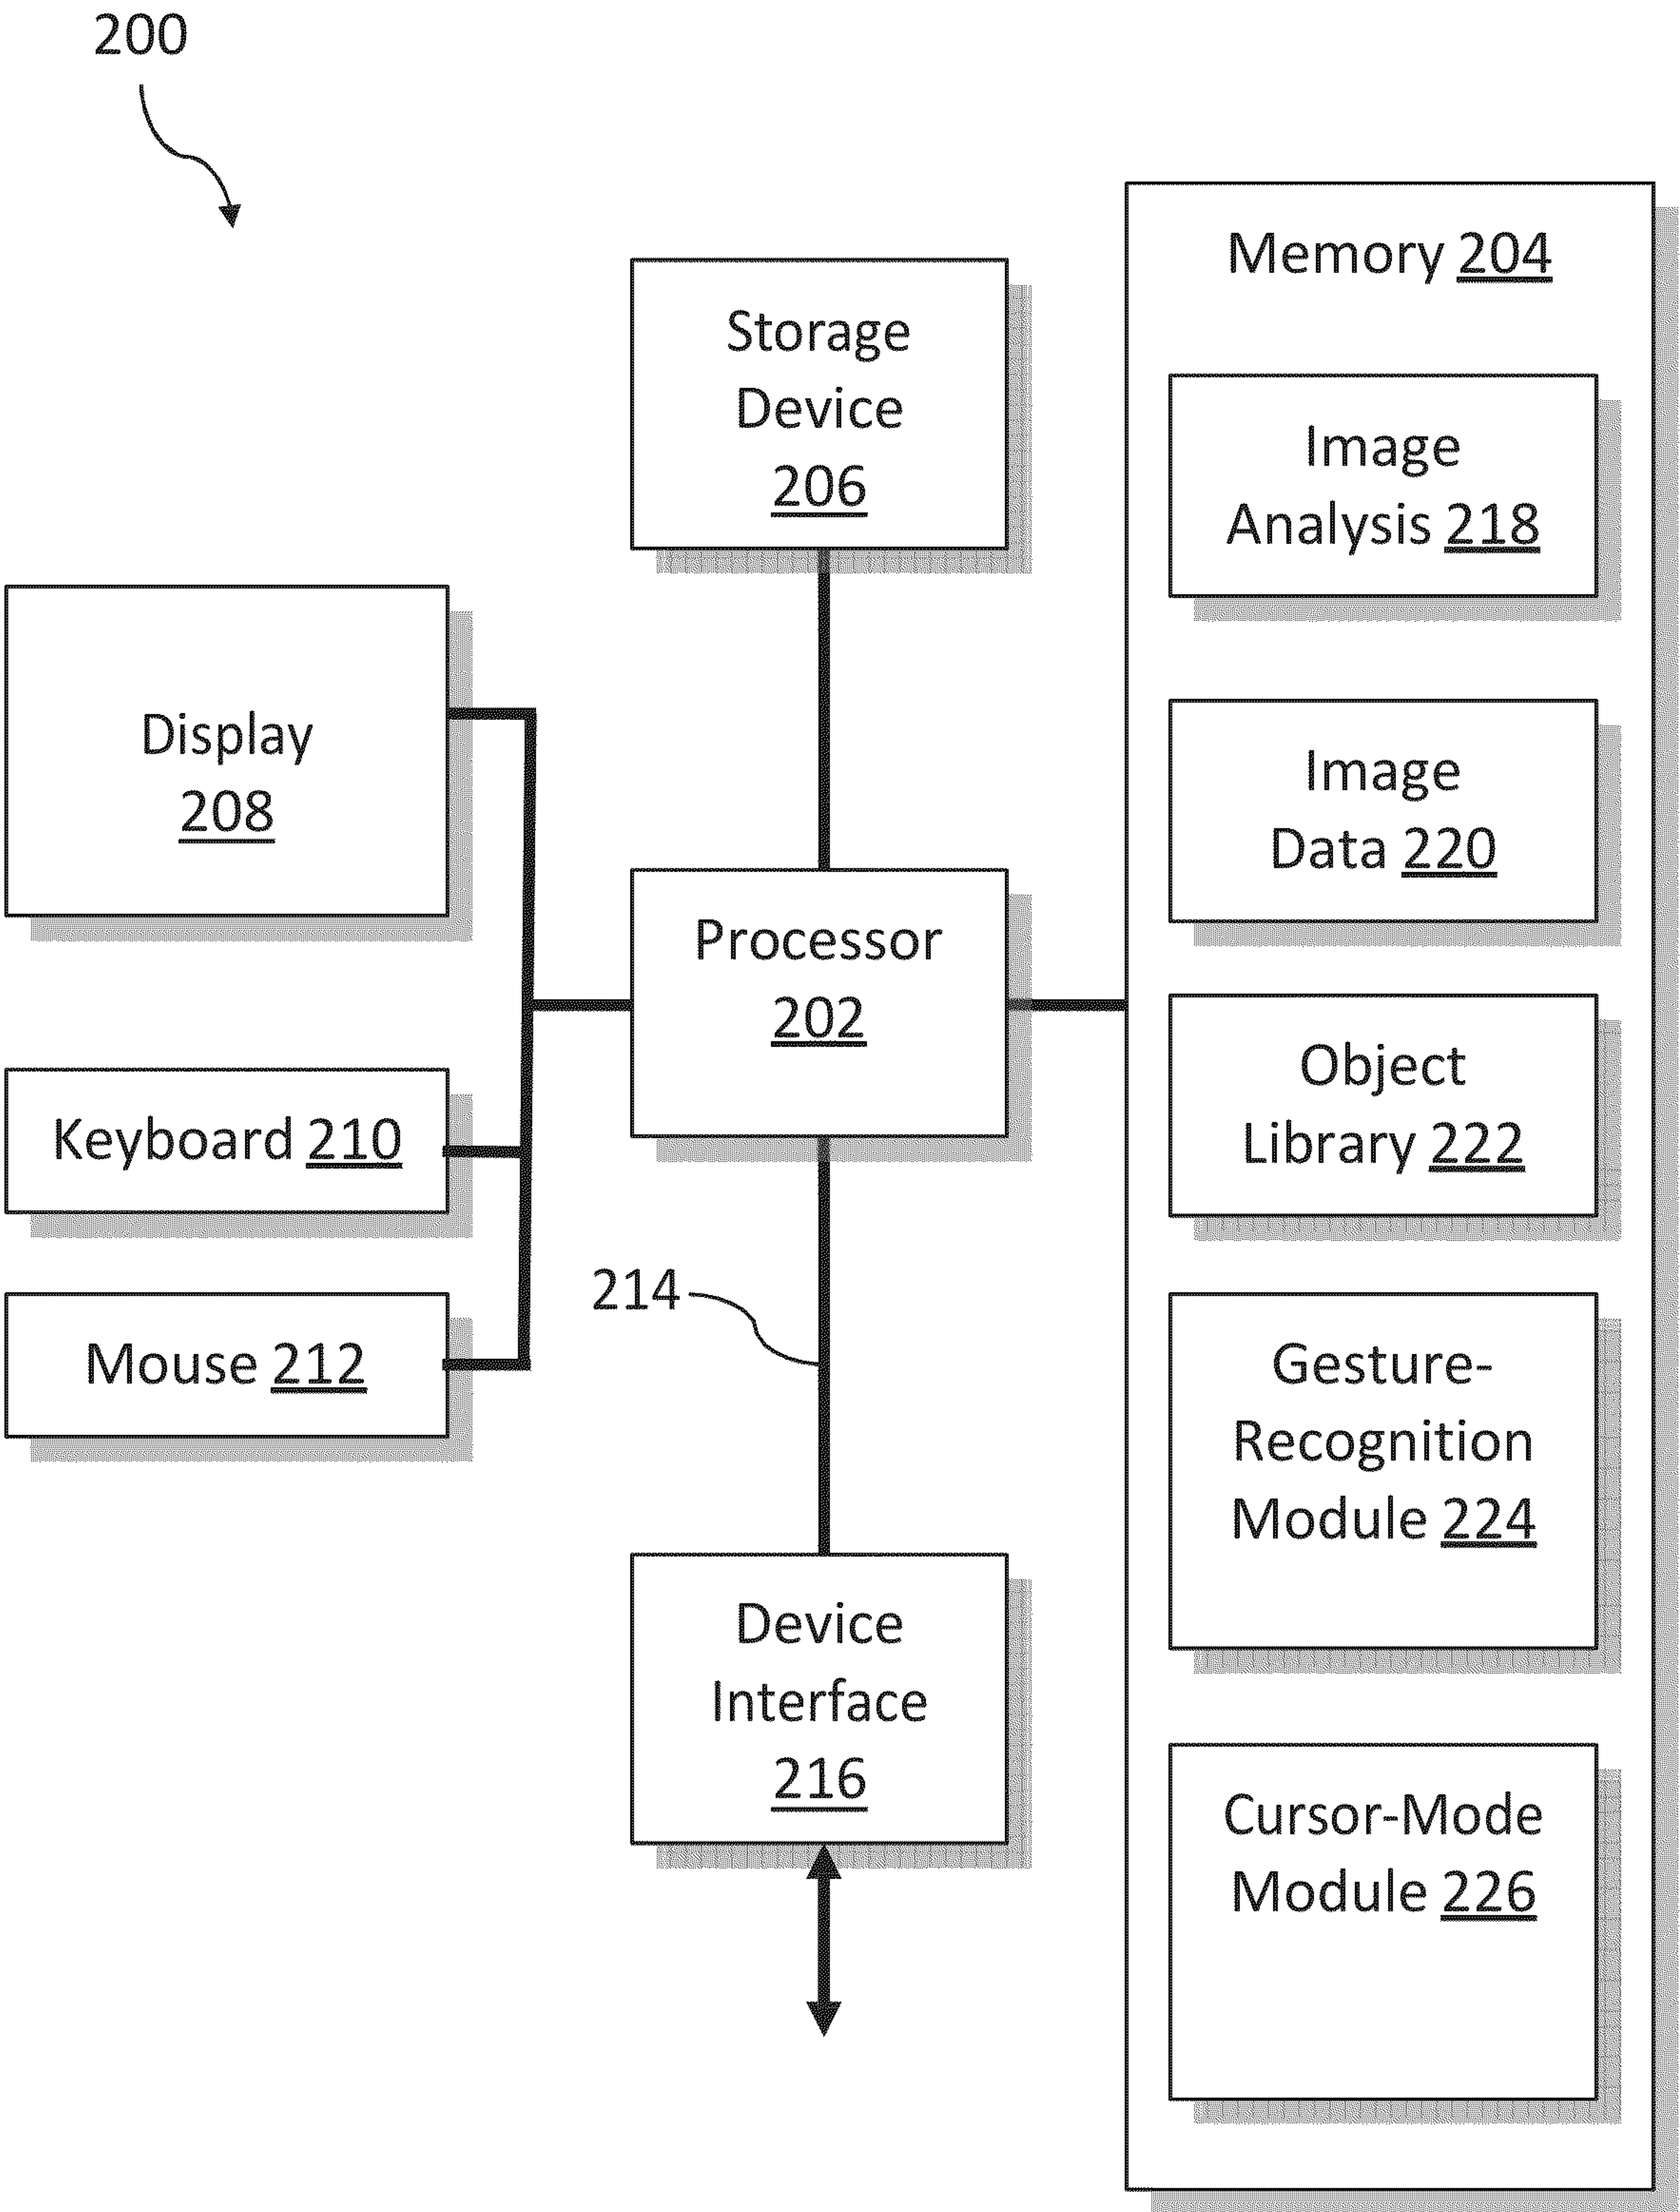 200
Memory 204
Storage
Device
206
Image
Analysis 218
Display
208
Image
Data 220
Processor
202
Object
Library 222
Keyboard 210
214
Mouse 212
Gesture-
Recognition
Module 224
Device
Interface
216
Cursor-Mode
Module 226